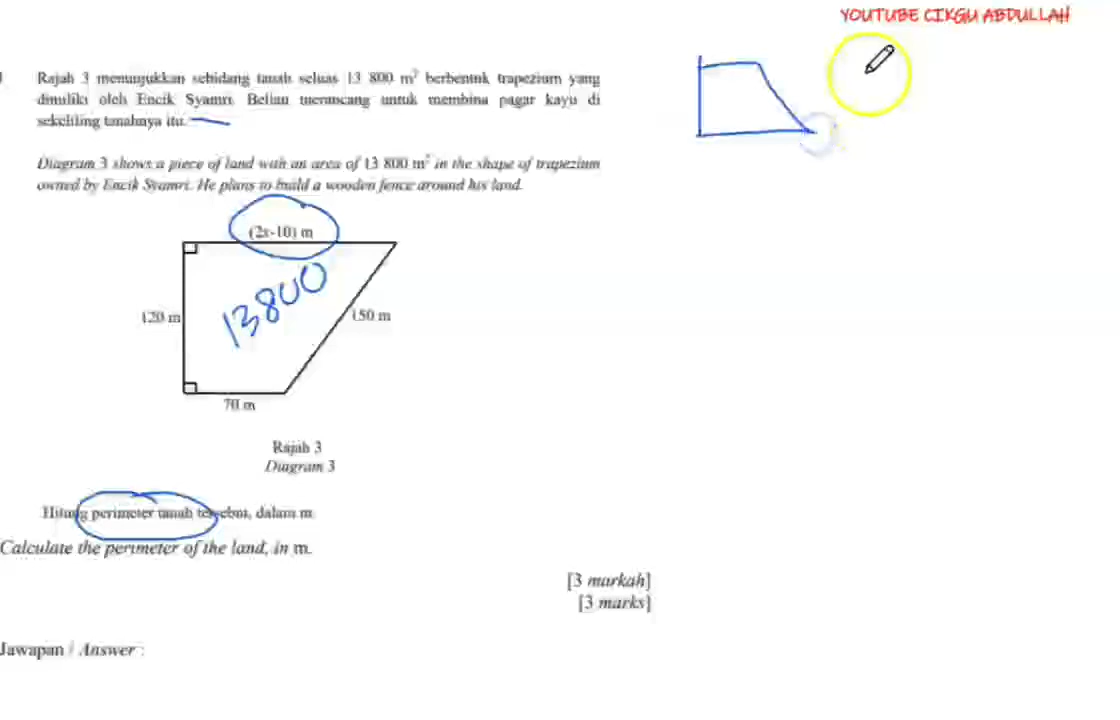 YOUTUBE CIKGU ABDULLAH
Rajah 3 menunjukkan sebidang tanah seluas 13 800 m² berbentuk trapezium yang
dimiliki oleh Encik Syamri. Beliau merancang untuk membina pagar kayu di
sekeliling tanahnya itu.
Diagram 3 shows a piece of land with an area of 13 800 m² in the shape of trapezium
owned by Encik Syamri. He plans to build a wooden fence around his land.
(2x-10) m
13800
120 m
150 m
70 m
Rajah 3
Diagram 3
Hitung perimeter tanah tersebut, dalam m
Calculate the perimeter of the land, in m.
[3 markah]
[3 marks]
Jawapan / Answer :